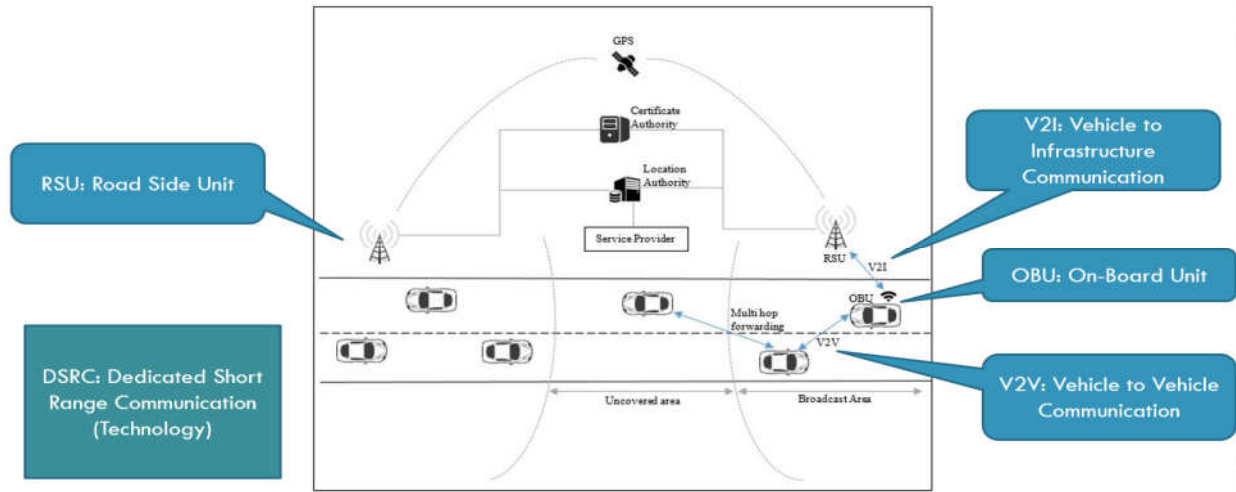 GPS
Certificate
Authority
Location
Authority
Service Provider
RSU: Road Side Unit
V2I: Vehicle to
Infrastructure
Communication
RSU
V2I
OBU: On-Board Unit
OBU
Multi hop
forwarding
V2V
DSRC: Dedicated Short
Range Communication
(Technology)
V2V: Vehicle to Vehicle
Communication
Uncovered area
Broadcast Area